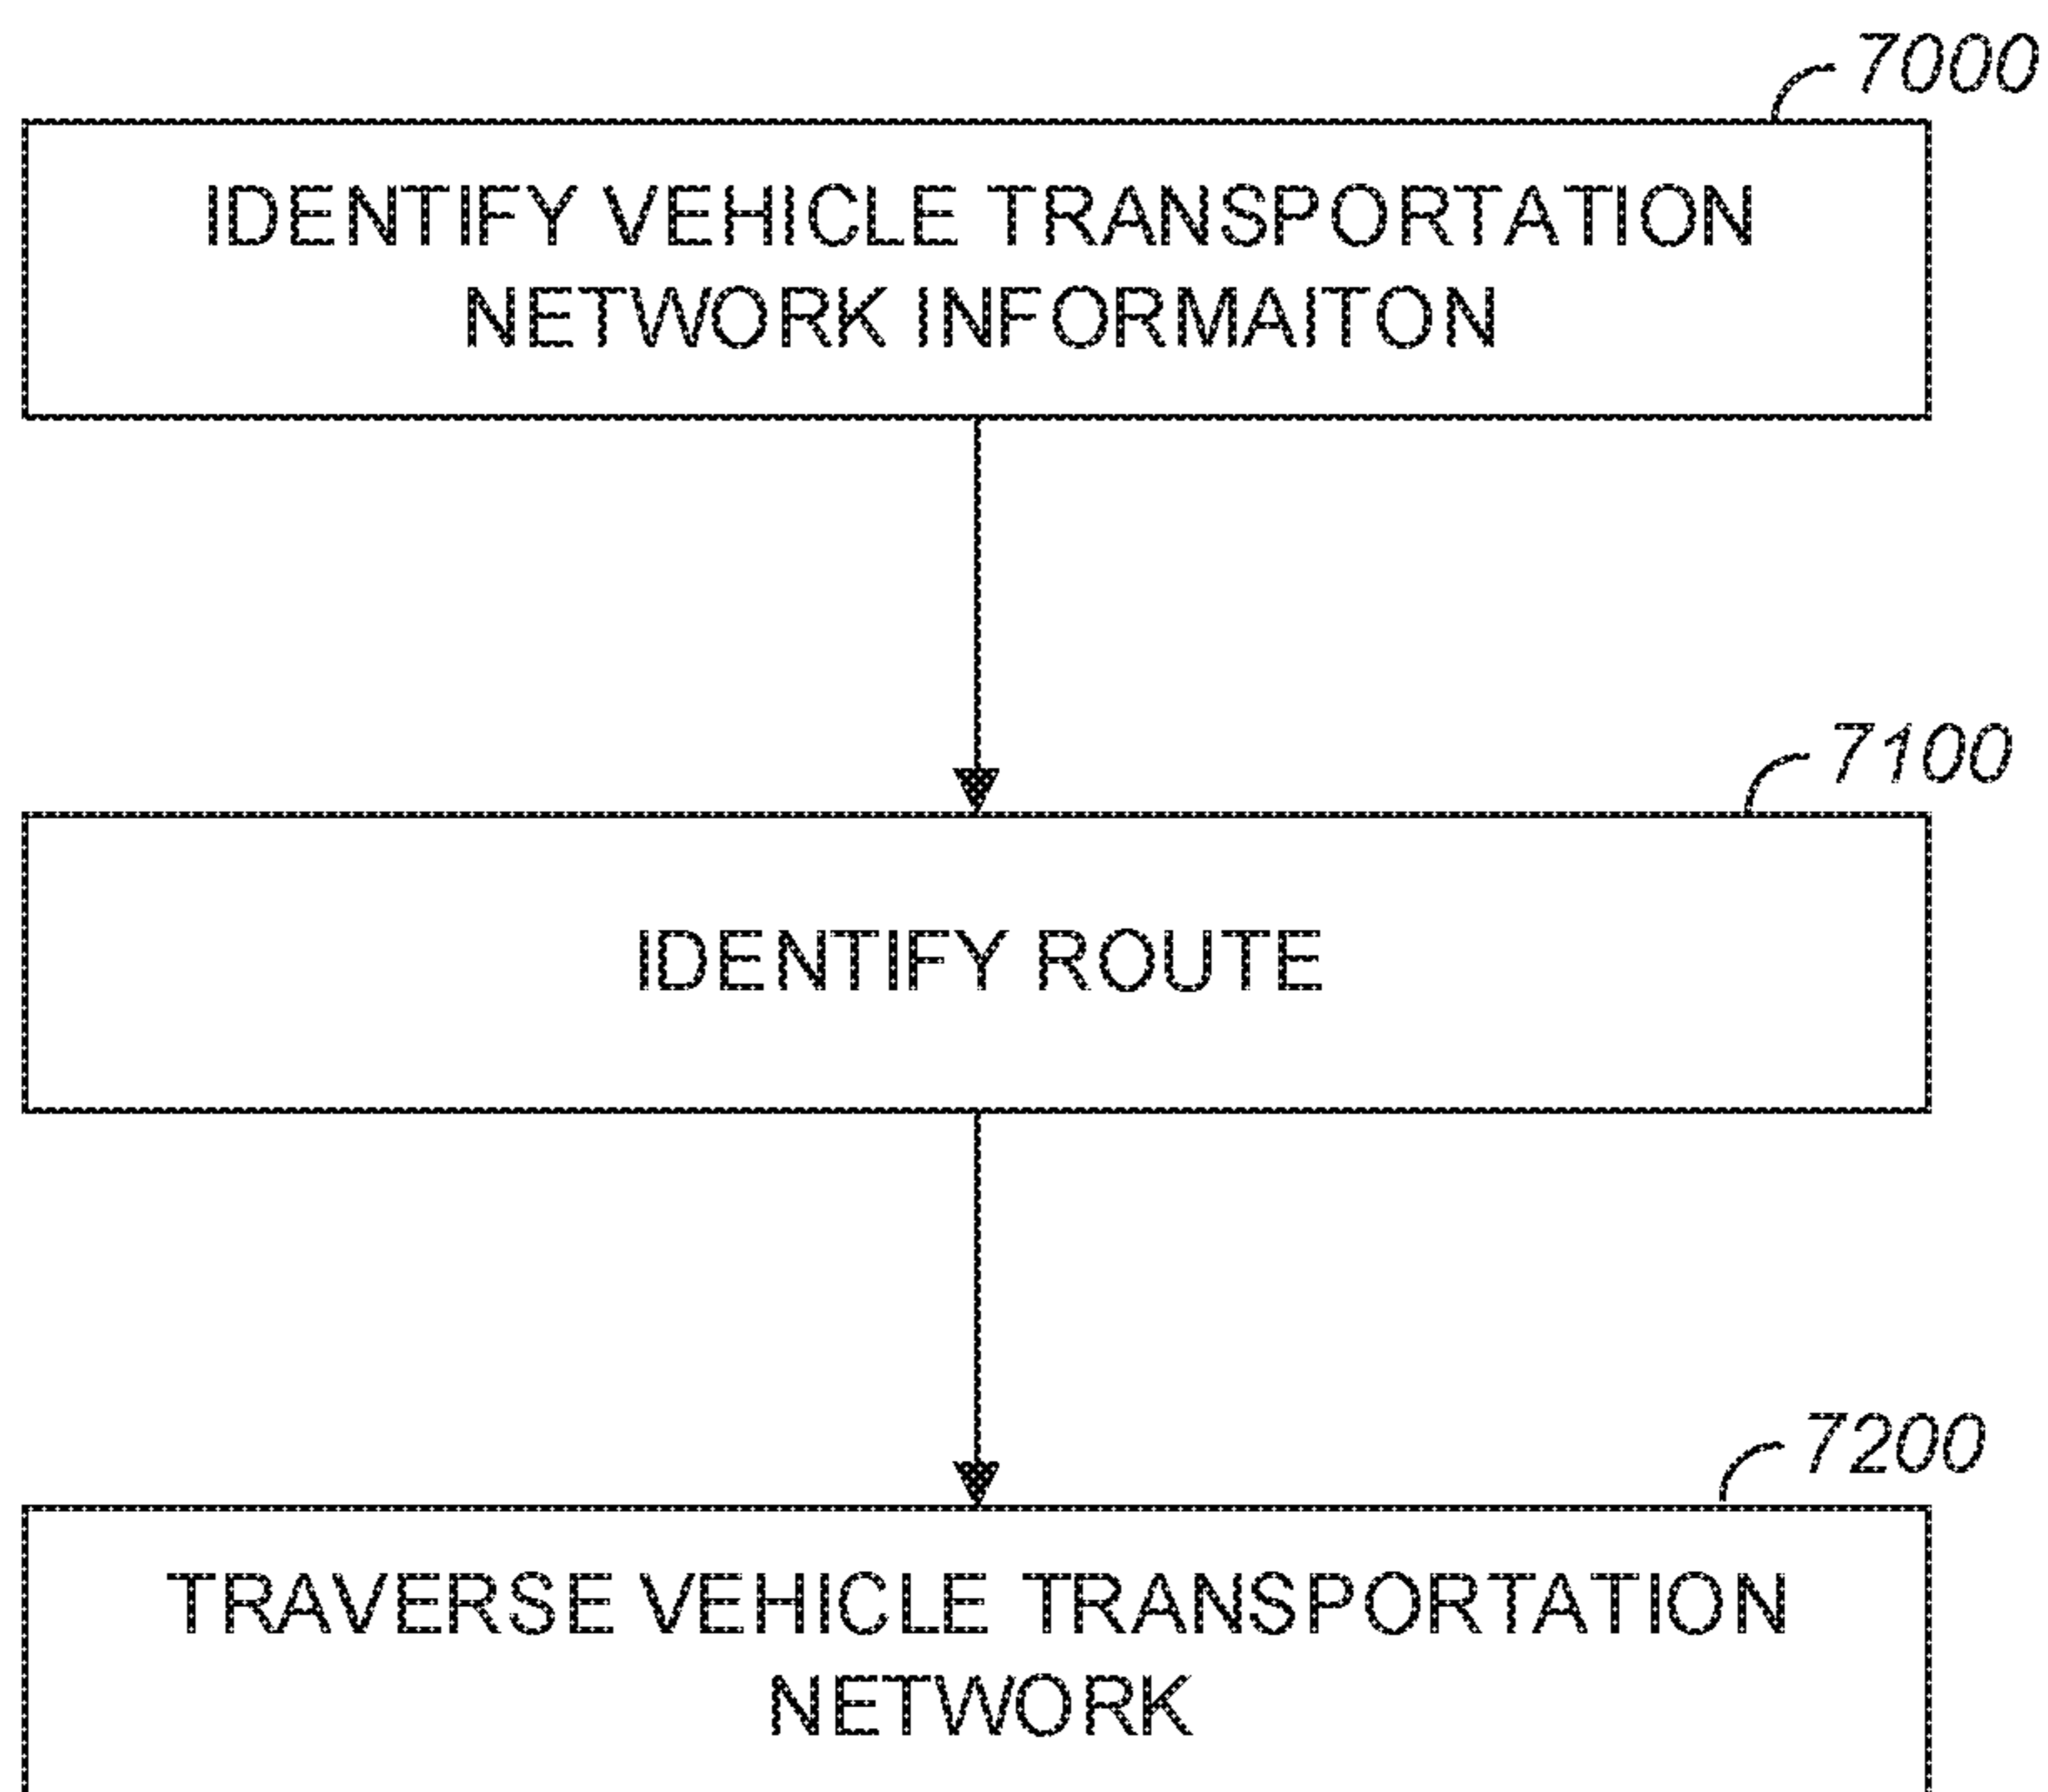 7000
IDENTIFY VEHICLE TRANSPORTATION
NETWORK INFORMAITON
7100
IDENTIFY ROUTE
7200
TRAVERSE VEHICLE TRANSPORTATION
NETWORK